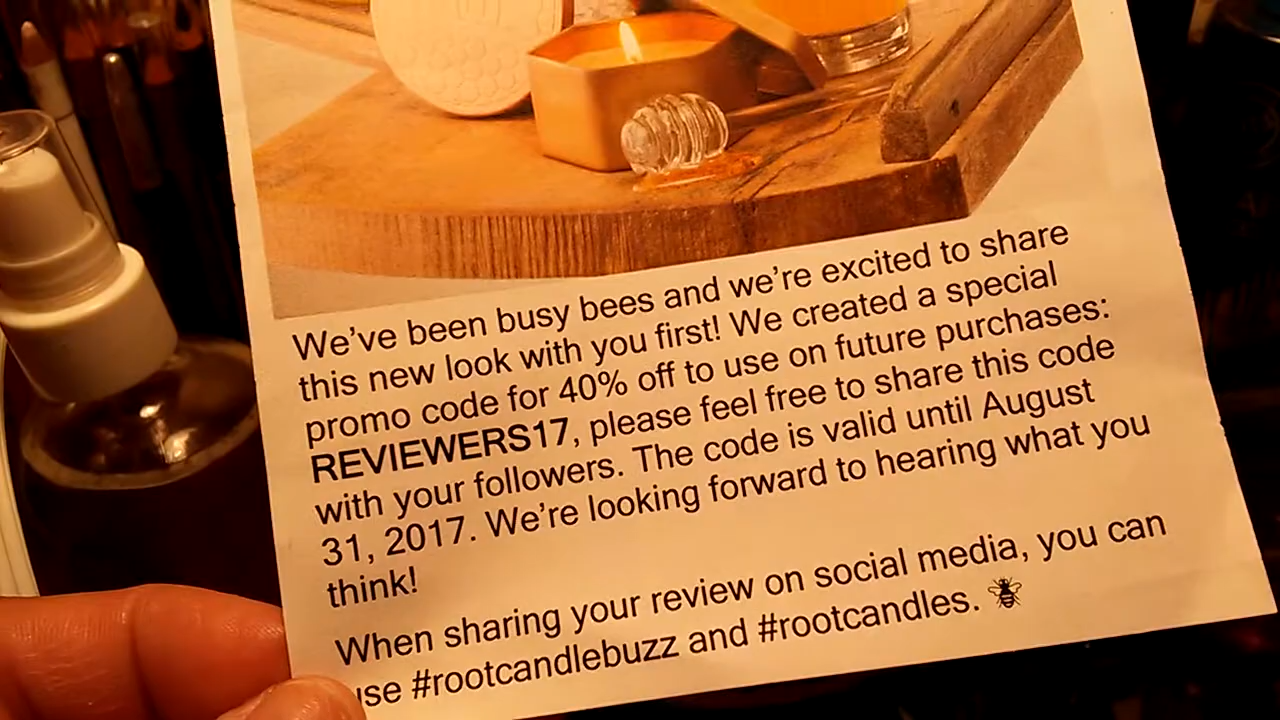 We've been busy bees and we're excited to share
this new look with you first! We created a special
promo code for 40% off to use on future purchases:
REVIEWERS17, please feel free to share this code
with your followers. The code is valid until August
31, 2017. We're looking forward to hearing what you
think!
When sharing your review on social media, you can
use #rootcandlebuzz and #rootcandles.